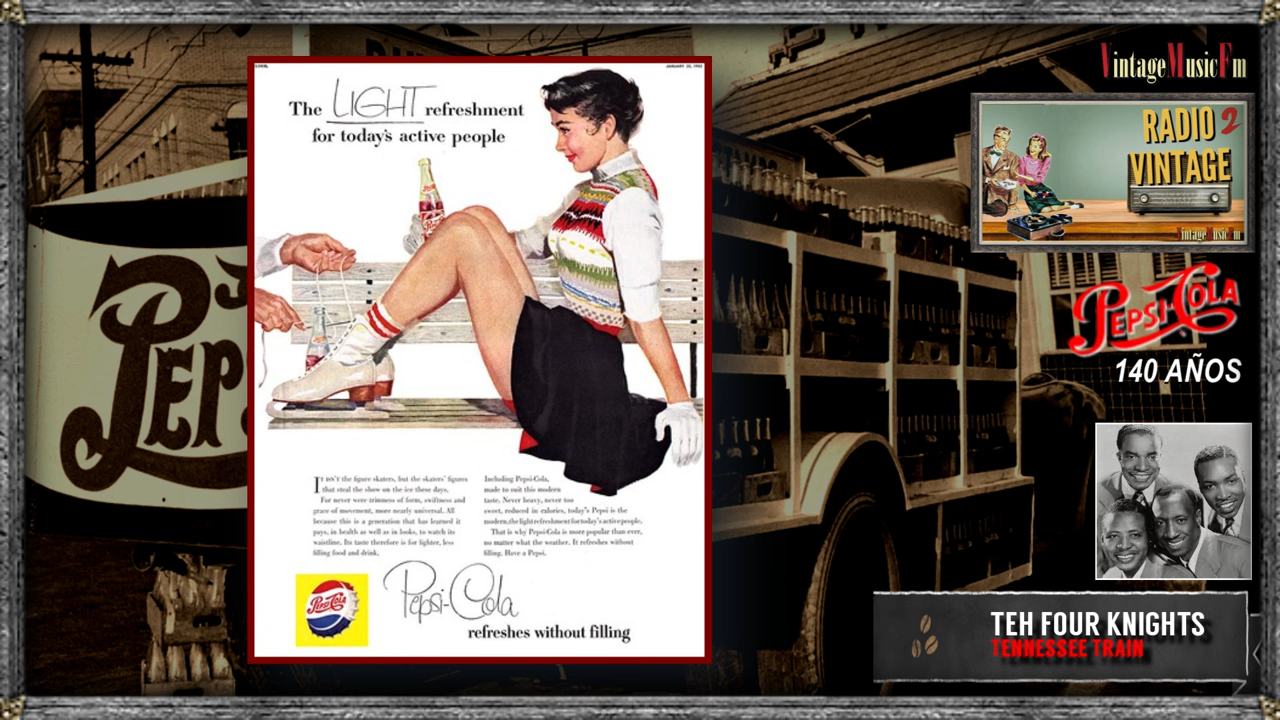 JANUARY 25, 1955
The LIGHT refreshment
for today's active people
IT ISN'T the figure skaters, but the skaters' figures
that steal the show on the ice these days.
For never were trimness of form, swiftness and
grace of movement, more nearly universal. All
because this is a generation that has learned it
pays, in health as well as in looks, to watch its
waistline. Its taste therefore is for lighter, less
filling food and drink.
Including Pepsi-Cola,
made to suit this modern
taste. Never heavy, never too
sweet, reduced in calories, today's Pepsi is the
modern, the light refreshment for today's active people.
That is why Pepsi-Cola is more popular than ever,
no matter what the weather. It refreshes without
filling. Have a Pepsi.
Pepsi-Cola
Pepsi-Cola
refreshes without filling
PEP
VintageMusicFm
RADIO 2
VINTAGE
VintageMusicFm
PEPSI-COLA
140 AÑOS
TEH FOUR KNIGHTS
TENNESSEE TRAIN